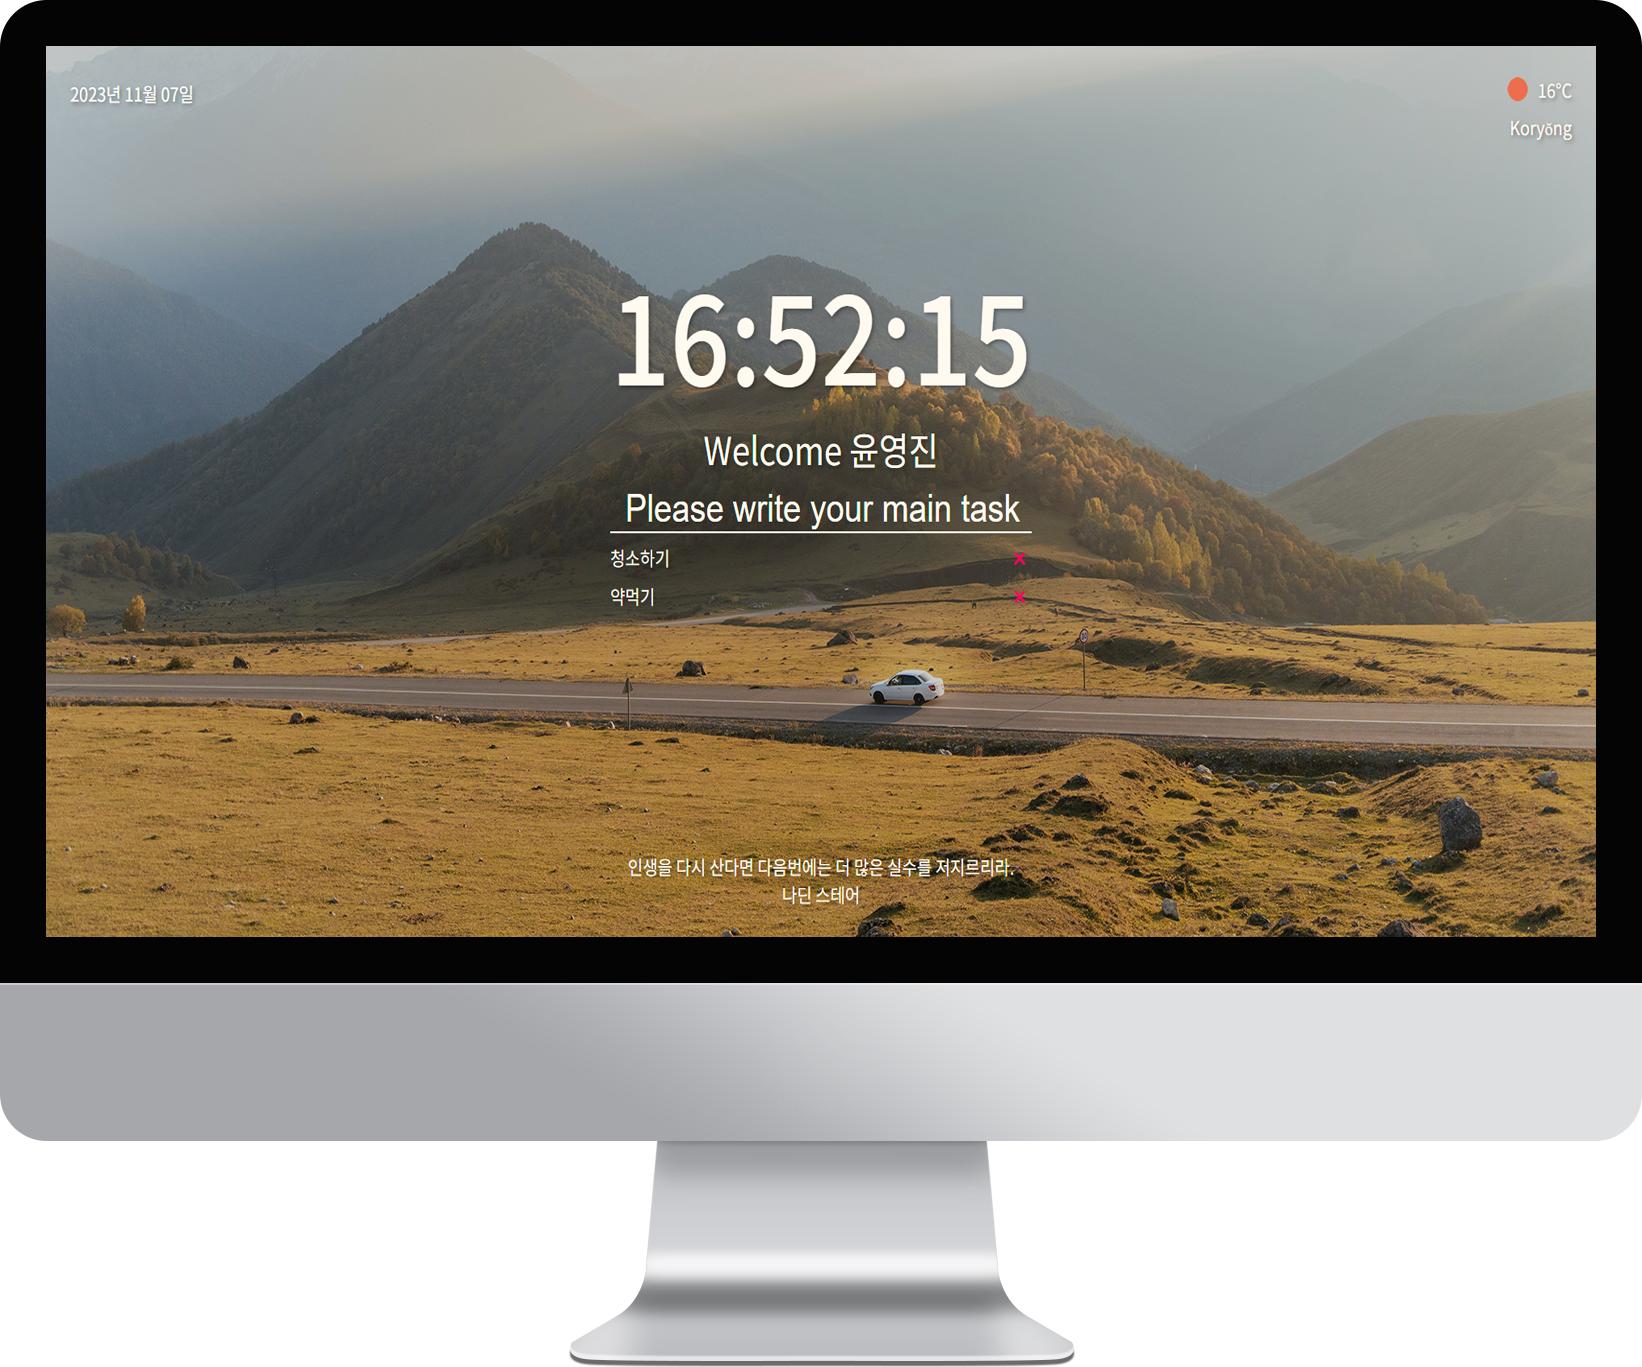 2023년 11월 07일
16°C
Koryŏng
16:52:15
Welcome 윤영진
Please write your main task
청소하기
약먹기
인생을 다시 산다면 다음번에는 더 많은 실수를 저지르리라.
나딘 스테어